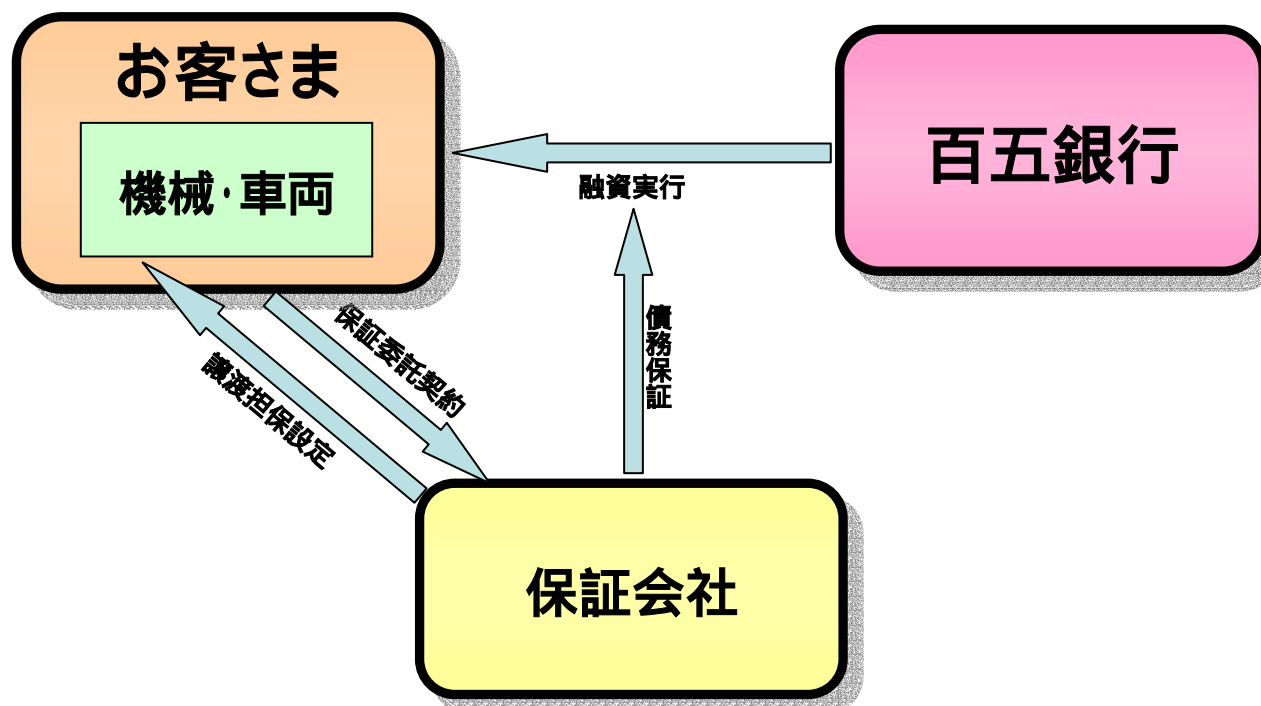 お客さま
機械・車両
百五銀行
融資実行
債務保証
保証委託契約
譲渡担保設定
保証会社